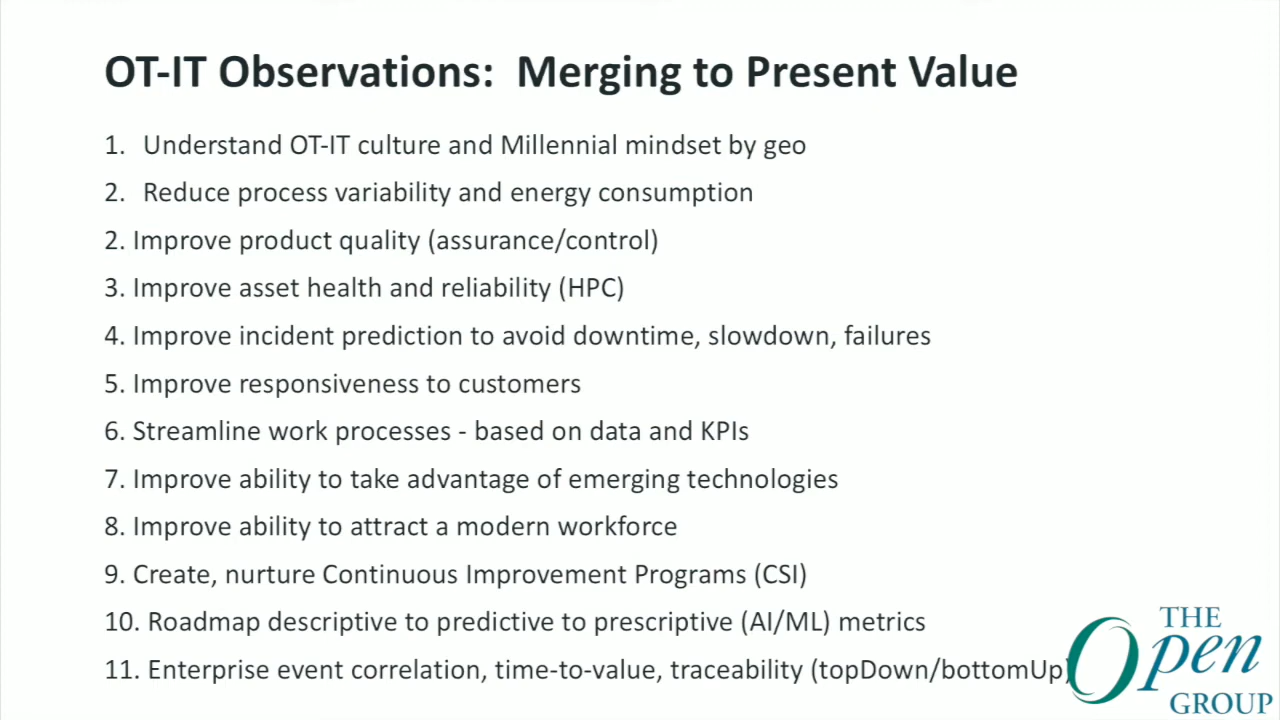 OT-IT Observations:  Merging to Present Value
1. Understand OT-IT culture and Millennial mindset by geo
2. Reduce process variability and energy consumption
2. Improve product quality (assurance/control)
3. Improve asset health and reliability (HPC)
4. Improve incident prediction to avoid downtime, slowdown, failures
5. Improve responsiveness to customers
6. Streamline work processes - based on data and KPIs
7. Improve ability to take advantage of emerging technologies
8. Improve ability to attract a modern workforce
9. Create, nurture Continuous Improvement Programs (CSI)
10. Roadmap descriptive to predictive to prescriptive (AI/ML) metrics
11. Enterprise event correlation, time-to-value, traceability (topDown/bottomUp)
THE
Open
GROUP